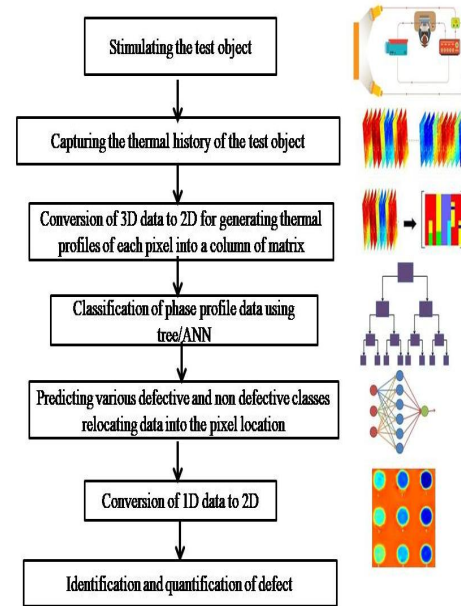 Stimulating the test object
Capturing the thermal history of the test object
Conversion of 3D data to 2D for generating thermal
profiles of each pixel into a column of matrix
Classification of phase profile data using
tree/ANN
Predicting various defective and non defective classes
relocating data into the pixel location
Conversion of 1D data to 2D
Identification and quantification of defect